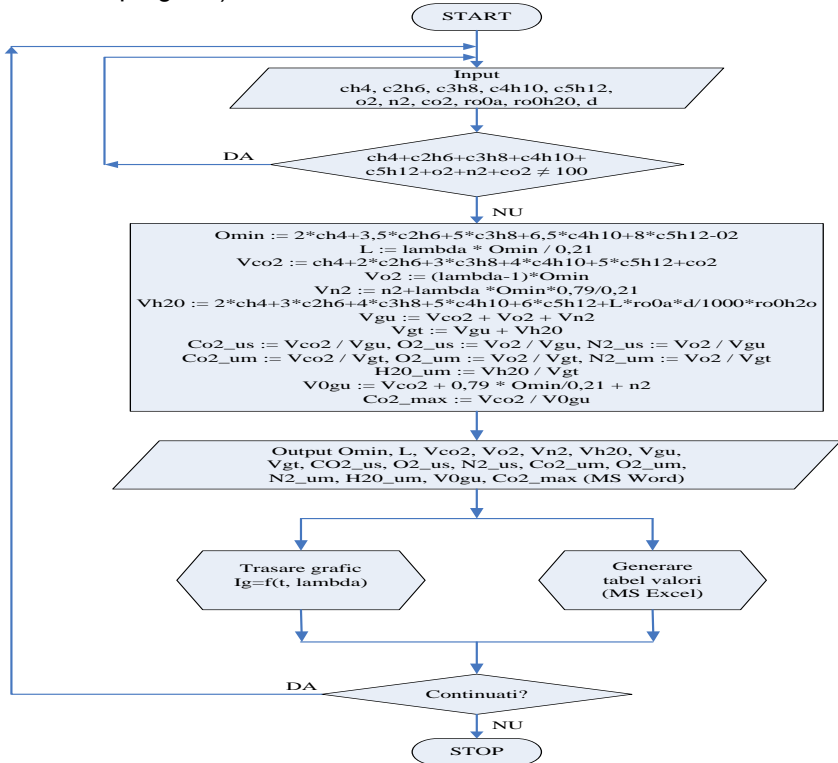 START
Input
ch4, c2h6, c3h8, c4h10, c5h12,
o2, n2, co2, ro0a, ro0h20, d
DA
ch4+c2h6+c3h8+c4h10+
c5h12+o2+n2+co2 ≠ 100
NU
Omin := 2*ch4+3,5*c2h6+5*c3h8+6,5*c4h10+8*c5h12-02
L := lambda * Omin / 0,21
Vco2 := ch4+2*c2h6+3*c3h8+4*c4h10+5*c5h12+co2
Vo2 := (lambda-1)*Omin
Vn2 := n2+lambda *Omin*0,79/0,21
Vh20 := 2*ch4+3*c2h6+4*c3h8+5*c4h10+6*c5h12+L*ro0a*d/1000*ro0h2o
Vgu := Vco2 + Vo2 + Vn2
Vgt := Vgu + Vh20
Co2_us := Vco2 / Vgu, O2_us := Vo2 / Vgu, N2_us := Vo2 / Vgu
Co2_um := Vco2 / Vgt, O2_um := Vo2 / Vgt, N2_um := Vo2 / Vgt
H20_um := Vh20 / Vgt
V0gu := Vco2 + 0,79 * Omin/0,21 + n2
Co2_max := Vco2 / V0gu
Output Omin, L, Vco2, Vo2, Vn2, Vh20, Vgu,
Vgt, CO2_us, O2_us, N2_us, Co2_um, O2_um,
N2_um, H20_um, V0gu, Co2_max (MS Word)
Trasare grafic
Ig=f(t, lambda)
Generare
tabel valori
(MS Excel)
DA
Continuati?
NU
STOP